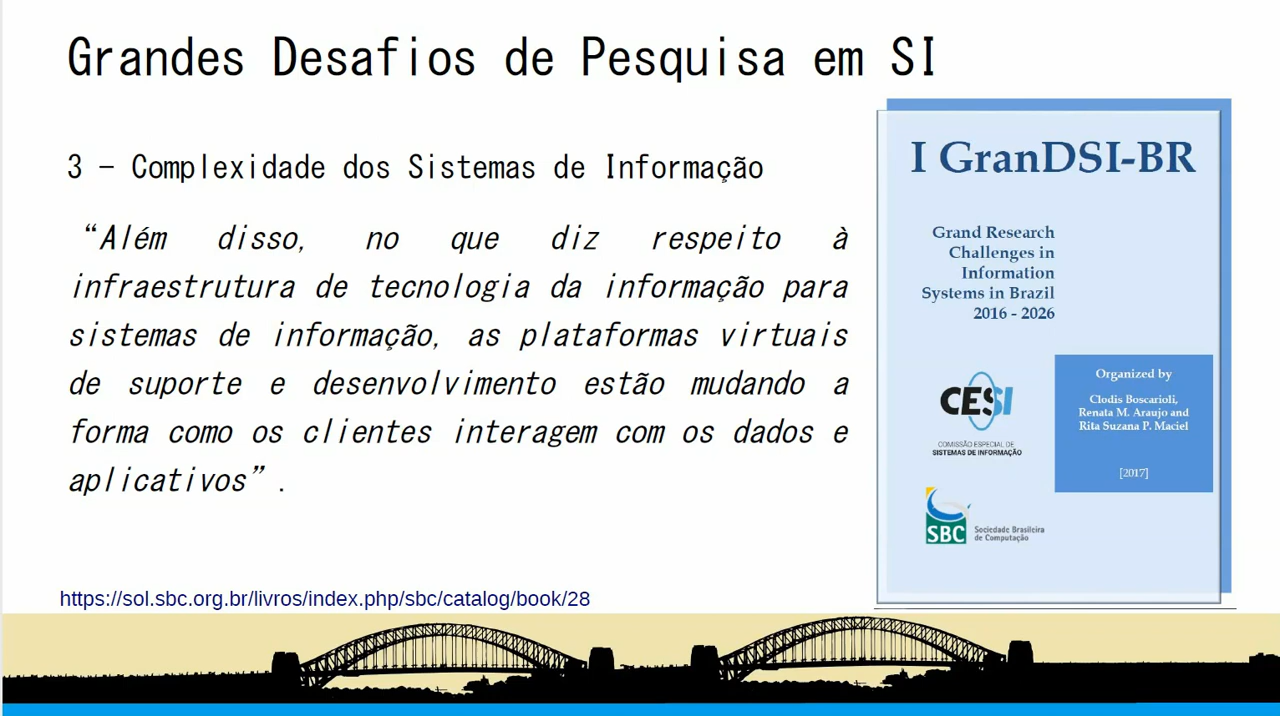 Grandes Desafios de Pesquisa em SI
3 – Complexidade dos Sistemas de Informação
“Além disso, no que diz respeito à
infraestrutura de tecnologia da informação para
sistemas de informação, as plataformas virtuais
de suporte e desenvolvimento estão mudando a
forma como os clientes interagem com os dados e
aplicativos”.
https://sol.sbc.org.br/livros/index.php/sbc/catalog/book/28
I GranDSI-BR
Grand Research
Challenges in
Information
Systems in Brazil
2016 - 2026
CESI
COMISSÃO ESPECIAL DE
SISTEMAS DE INFORMAÇÃO
Organized by
Clodis Boscarioli,
Renata M. Araujo and
Rita Suzana P. Maciel
[2017]
SBC
Sociedade Brasileira
de Computação